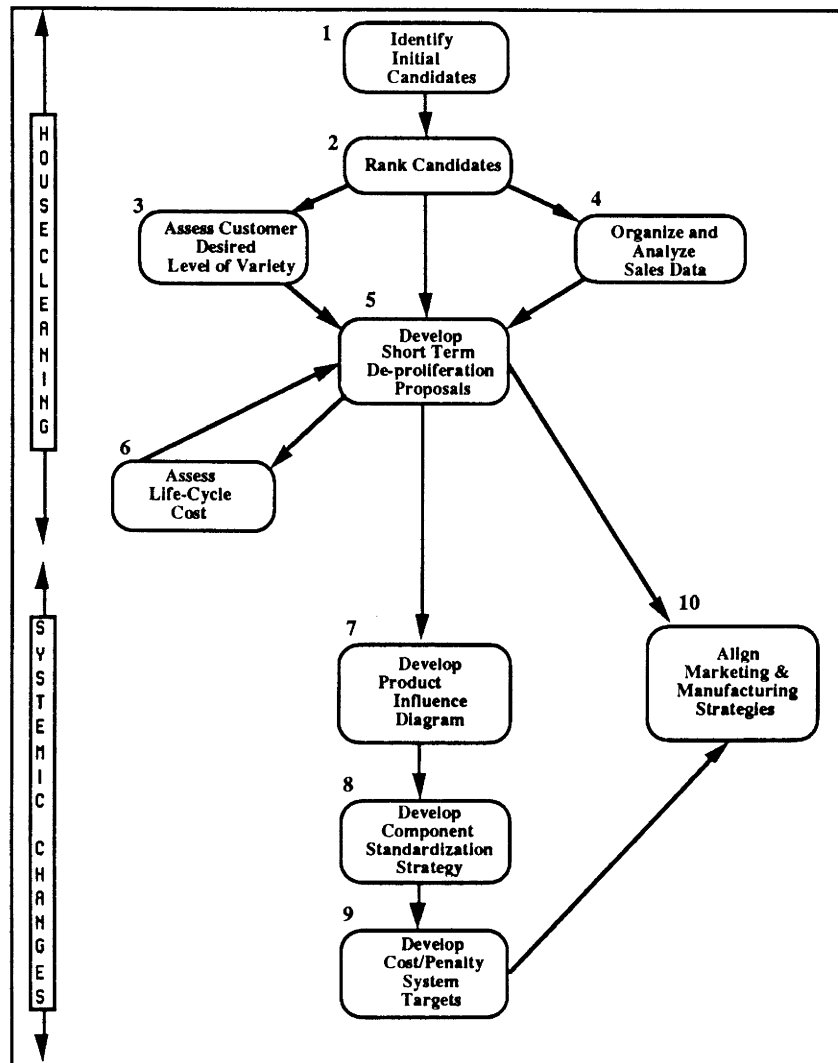 1
Identify
Initial
Candidates
2
Rank Candidates
3
Assess Customer
Desired
Level of Variety
4
Organize and
Analyze
Sales Data
5
Develop
Short Term
De-proliferation
Proposals
6
Assess
Life-Cycle
Cost
HOUSECLEANING
7
Develop
Product
Influence
Diagram
8
Develop
Component
Standardization
Strategy
9
Develop
Cost/Penalty
System
Targets
10
Align
Marketing &
Manufacturing
Strategies
SYSTEMIC CHANGES